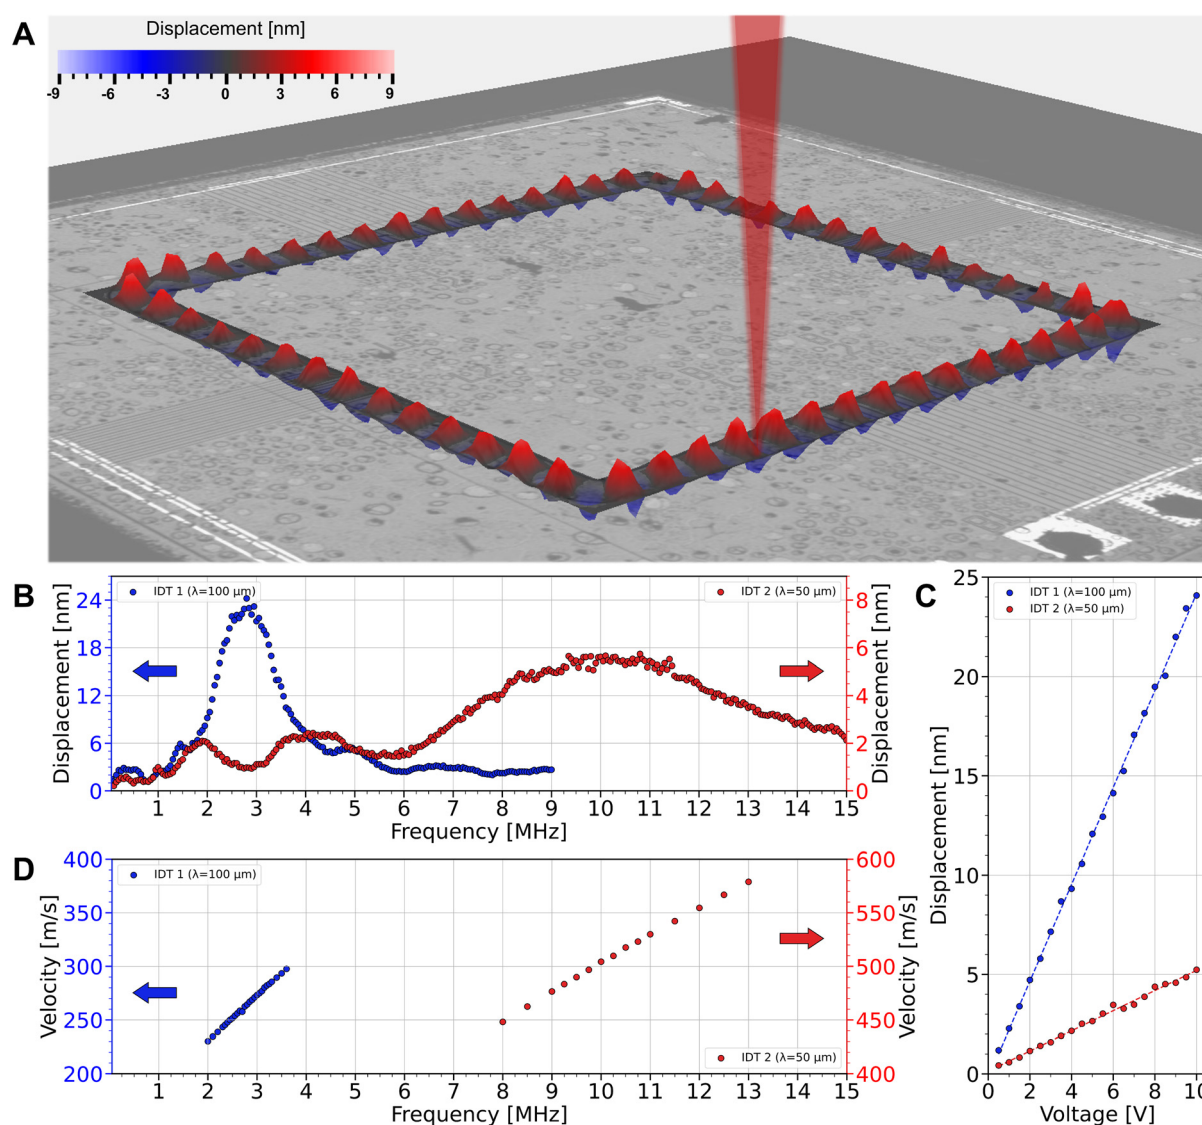 A
Displacement [nm]
-9 -6 -3 0 3 6 9
B
IDT 1 (λ=100 μm)
IDT 2 (λ=50 μm)
Displacement [nm]
24
18
12
6
0
8
6
4
2
0
Displacement [nm]
1 2 3 4 5 6 7 8 9 10 11 12 13 14 15
Frequency [MHz]
C
IDT 1 (λ=100 μm)
IDT 2 (λ=50 μm)
Displacement [nm]
25
20
15
10
5
0
0 2 4 6 8 10
Voltage [V]
D
IDT 1 (λ=100 μm)
IDT 2 (λ=50 μm)
Velocity [m/s]
400
350
300
250
200
600
550
500
450
400
Velocity [m/s]
1 2 3 4 5 6 7 8 9 10 11 12 13 14 15
Frequency [MHz]